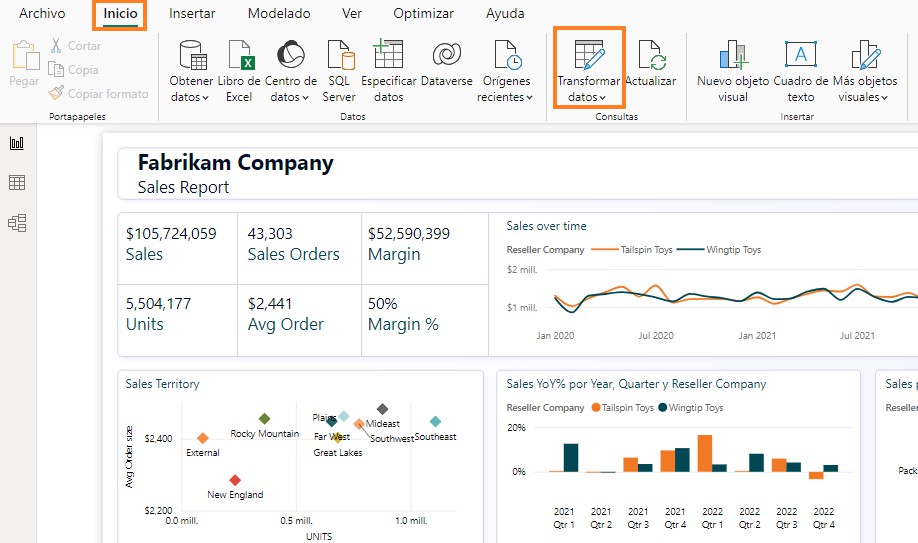 Archivo Inicio Insertar Modelado Ver Optimizar Ayuda
Pegar
Cortar
Copia
Copiar formato
Portapapeles
Obtener datos
Libro de Excel
Centro de datos
SQL Server
Especificar datos
Dataverse
Orígenes recientes
Datos
Transformar datos
Actualizar
Consultas
Nuevo objeto visual
Cuadro de texto
Más objetos visuales
Insertar
Fabrikam Company
Sales Report
$105,724,059
Sales
43,303
Sales Orders
$52,590,399
Margin
5,504,177
Units
$2,441
Avg Order
50%
Margin %
Sales over time
Reseller Company Tailspin Toys Wingtip Toys
$2 mill.
$1 mill.
Jan 2020 Jul 2020 Jan 2021 Jul 2021
Sales Territory
Avg Order size
$2,400
$2,200
External
Rocky Mountain
New England
Plains
Far West
Great Lakes
Mideast
Southwest
Southeast
0.0 mill. 0.5 mill. 1.0 mill.
UNITS
Sales YoY% por Year, Quarter y Reseller Company
Reseller Company Tailspin Toys Wingtip Toys
20%
0%
2021 2021 2021 2021 2022 2022 2022 2022
Qtr 1 Qtr 2 Qtr 3 Qtr 4 Qtr 1 Qtr 2 Qtr 3 Qtr 4
Sales p
Reseller
Pack